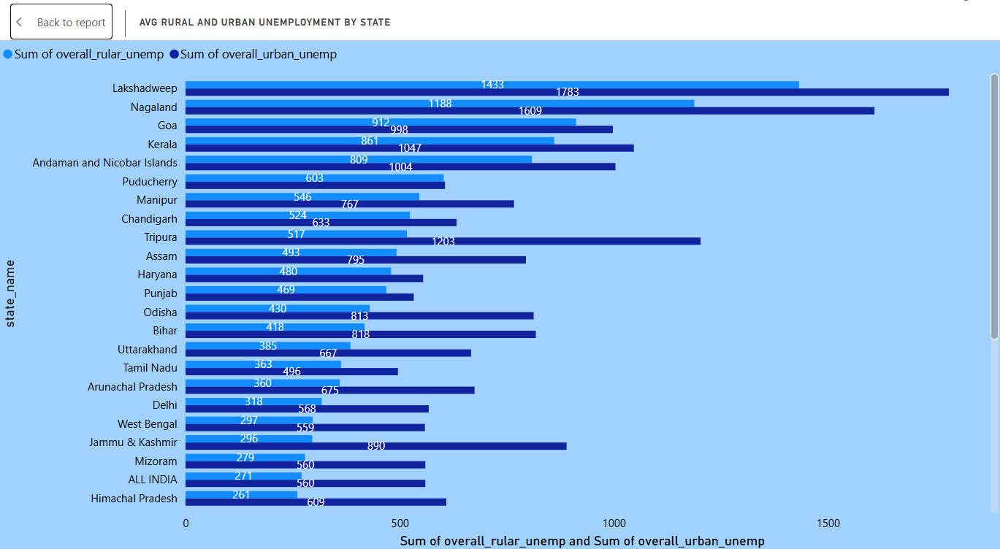 Back to report
AVG RURAL AND URBAN UNEMPLOYMENT BY STATE
Sum of overall_rular_unemp Sum of overall_urban_unemp
state_name
Lakshadweep 1433 1783
Nagaland 1188 1609
Goa 912 998
Kerala 861 1047
Andaman and Nicobar Islands 809 1004
Puducherry 603
Manipur 546 767
Chandigarh 524 633
Tripura 517 1203
Assam 493 795
Haryana 480
Punjab 469
Odisha 430 813
Bihar 418 818
Uttarakhand 385 667
Tamil Nadu 363 496
Arunachal Pradesh 360 675
Delhi 318 568
West Bengal 297 559
Jammu & Kashmir 296 890
Mizoram 279 560
ALL INDIA 271 560
Himachal Pradesh 261 609
0 500 1000 1500
Sum of overall_rular_unemp and Sum of overall_urban_unemp